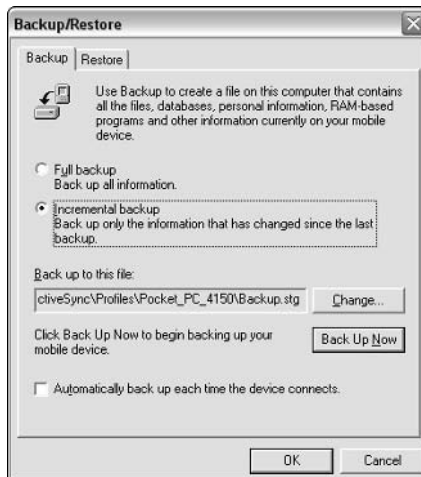 Backup/Restore
Backup
Restore
Use Backup to create a file on this computer that contains
all the files, databases, personal information, RAM-based
programs and other information currently on your mobile
device.
Full backup
Back up all information.
Incremental backup
Back up only the information that has changed since the last
backup.
Back up to this file:
ctiveSync\Profiles\Pocket_PC_4150\Backup.stg
Change...
Click Back Up Now to begin backing up your
mobile device.
Back Up Now
Automatically back up each time the device connects.
OK
Cancel